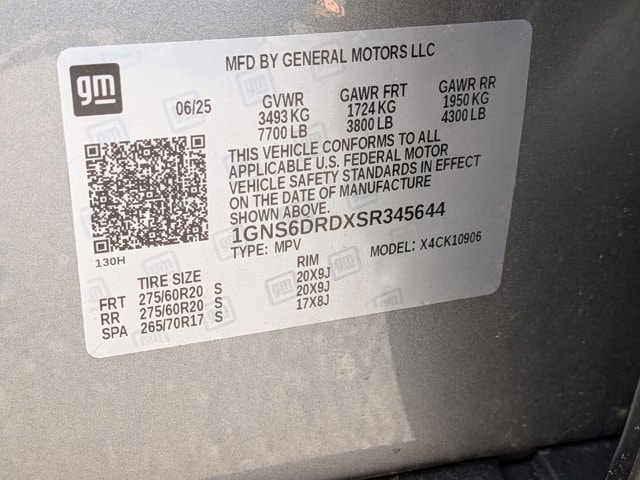 MFD BY GENERAL MOTORS LLC
gm
06/25 GVWR GAWR FRT GAWR RR
3493 KG 1724 KG 1950 KG
7700 LB 3800 LB 4300 LB
THIS VEHICLE CONFORMS TO ALL
APPLICABLE U.S. FEDERAL MOTOR
VEHICLE SAFETY STANDARDS IN EFFECT
ON THE DATE OF MANUFACTURE
SHOWN ABOVE.
1GNS6DRDXSR345644
TYPE: MPV MODEL: X4CK10906
130H
TIRE SIZE RIM
FRT 275/60R20 S 20X9J
RR 275/60R20 S 20X9J
SPA 265/70R17 S 17X8J